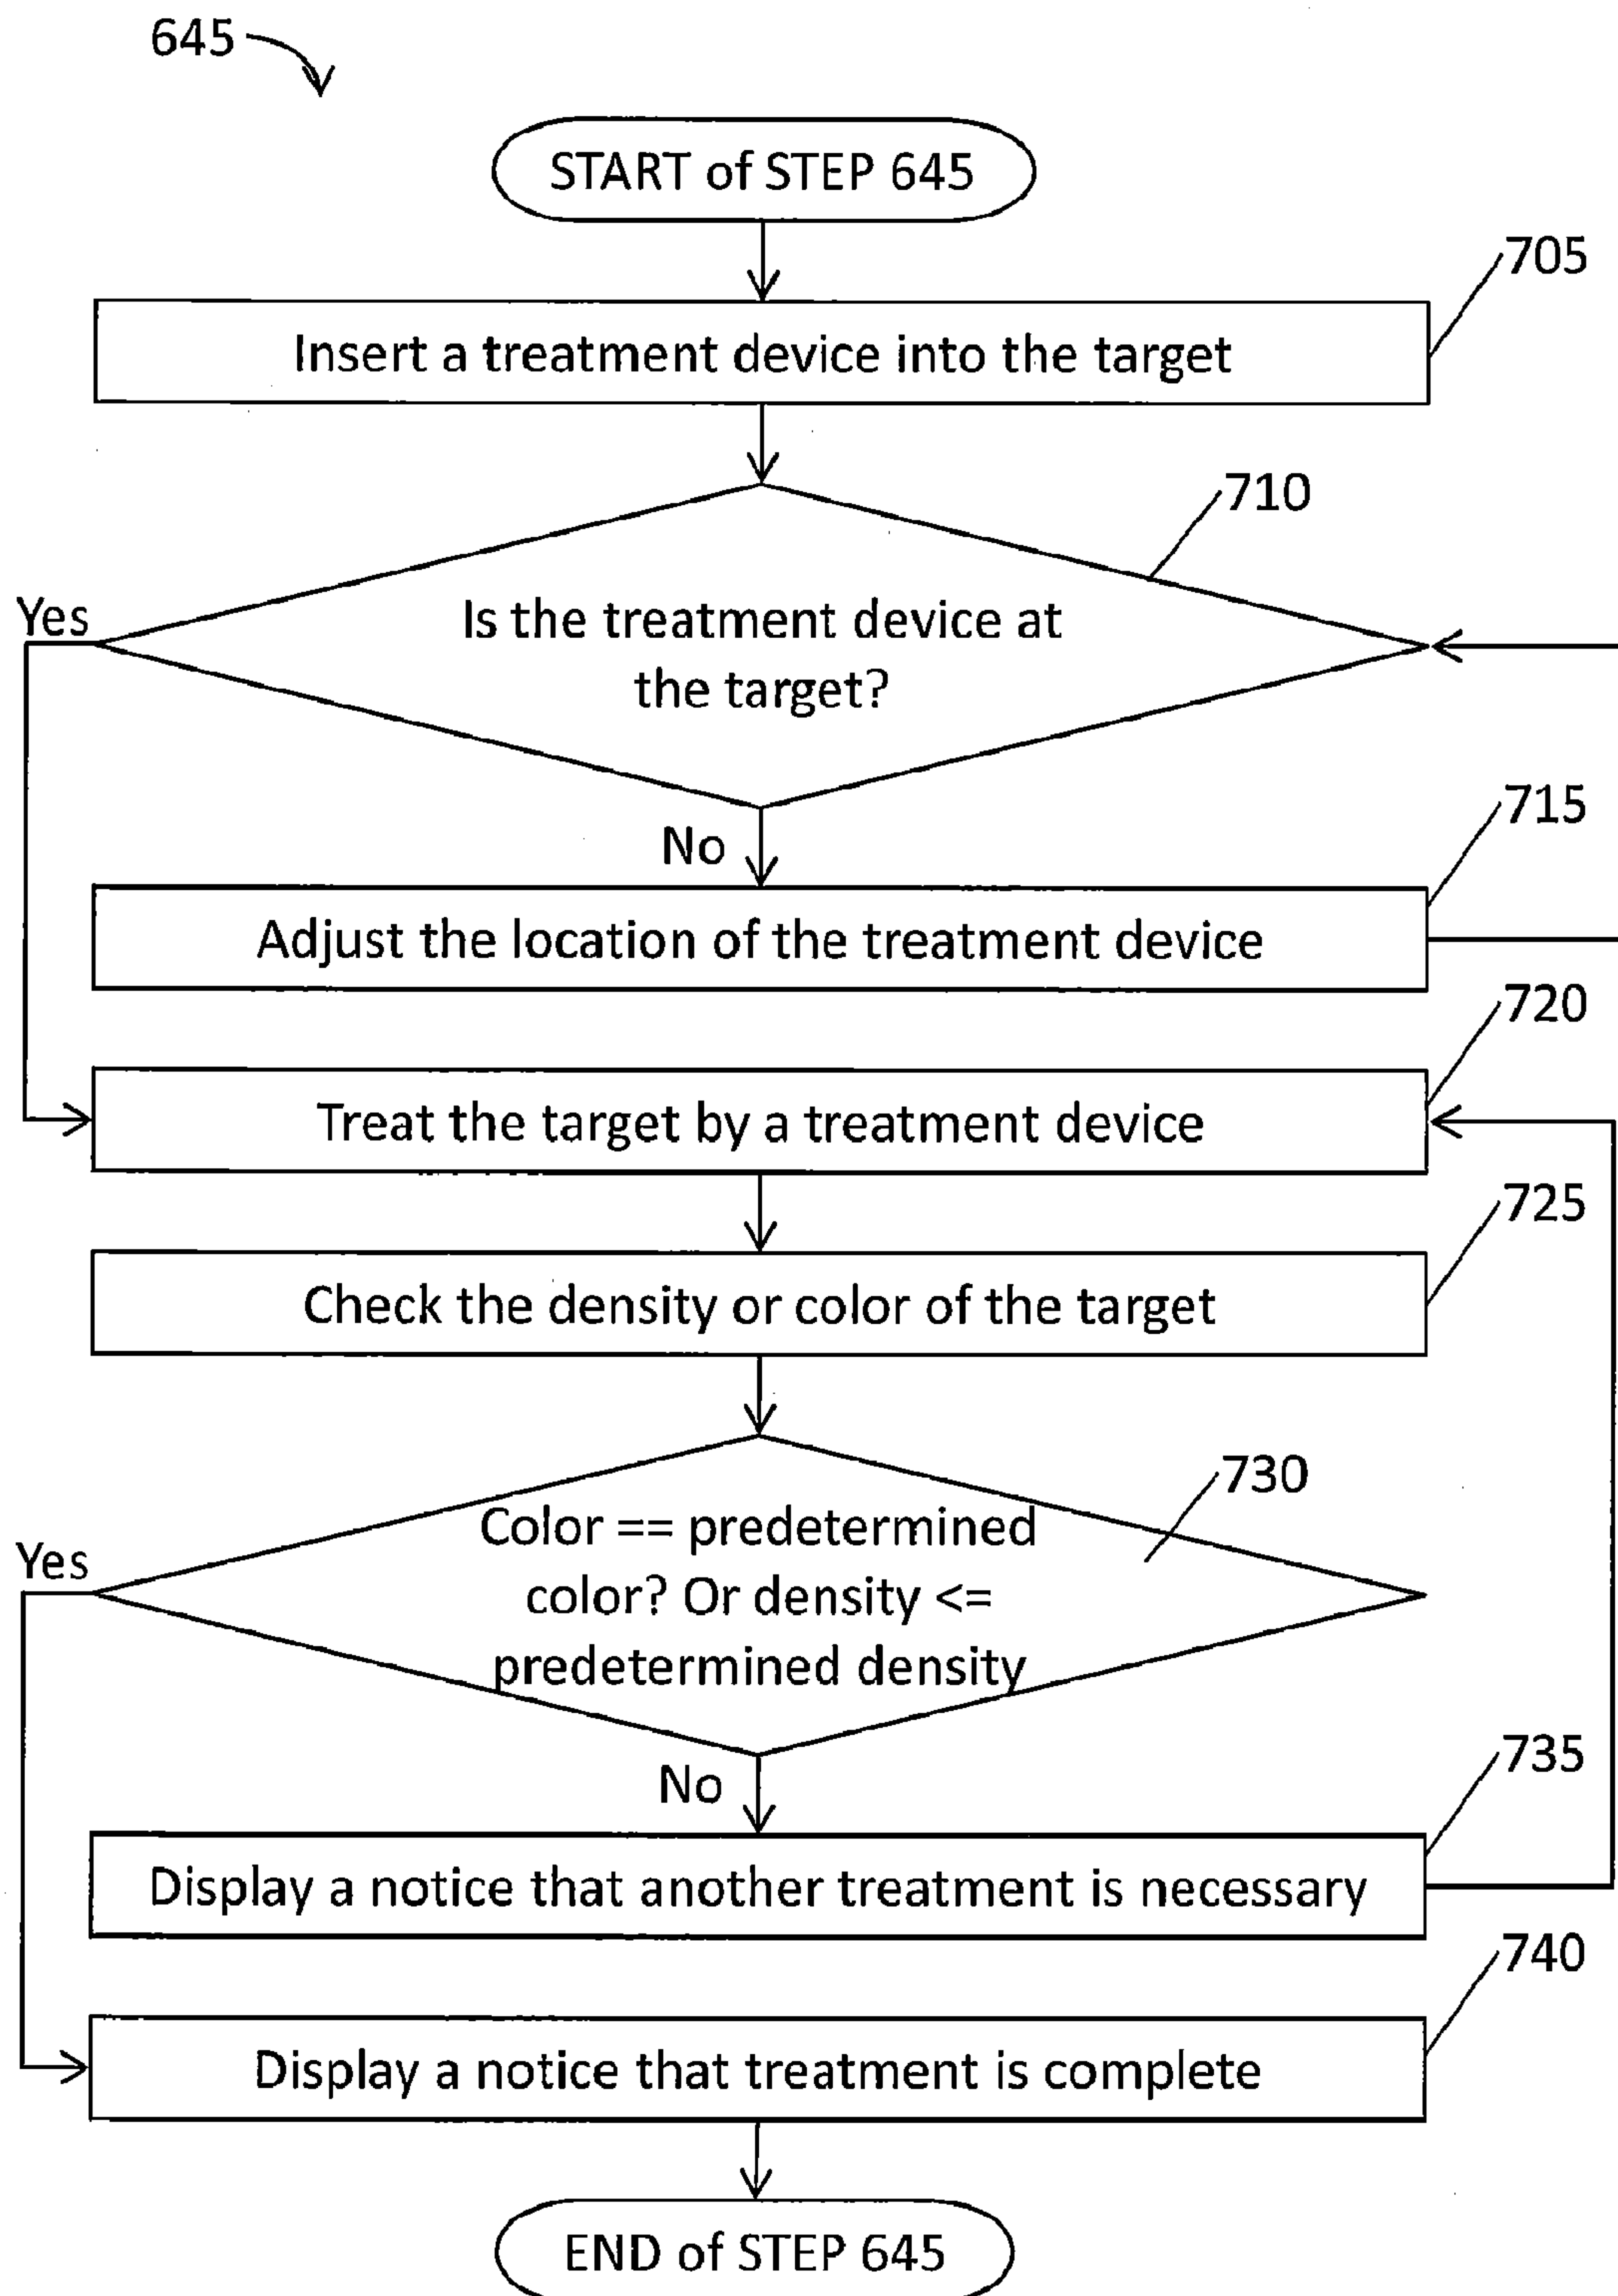 645
START of STEP 645
705
Insert a treatment device into the target
710
Yes
Is the treatment device at
the target?
No
715
Adjust the location of the treatment device
720
Treat the target by a treatment device
725
Check the density or color of the target
730
Yes
Color == predetermined
color? Or density <=
predetermined density
No
735
Display a notice that another treatment is necessary
740
Display a notice that treatment is complete
END of STEP 645